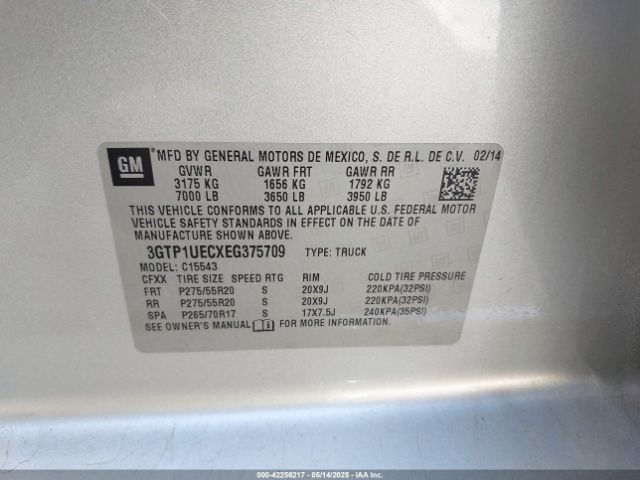 GM
*MFD BY GENERAL MOTORS DE MEXICO, S. DE R.L. DE C.V. 02/14
GVWR GAWR FRT GAWR RR
3175 KG 1656 KG 1792 KG
7000 LB 3650 LB 3950 LB
THIS VEHICLE CONFORMS TO ALL APPLICABLE U.S. FEDERAL MOTOR
VEHICLE SAFETY STANDARDS IN EFFECT ON THE DATE OF
MANUFACTURE SHOWN ABOVE.
3GTP1UECXEG375709 TYPE: TRUCK
MODEL: C15543
CFXX TIRE SIZE SPEED RTG RIM COLD TIRE PRESSURE
FRT P275/55R20 S 20X9J 220KPA(32PSI)
RR P275/55R20 S 20X9J 220KPA(32PSI)
SPA P265/70R17 S 17X7.5J 240KPA(35PSI)
SEE OWNER'S MANUAL FOR MORE INFORMATION.
000-42256217 - 05/14/2025 - IAAI.COM